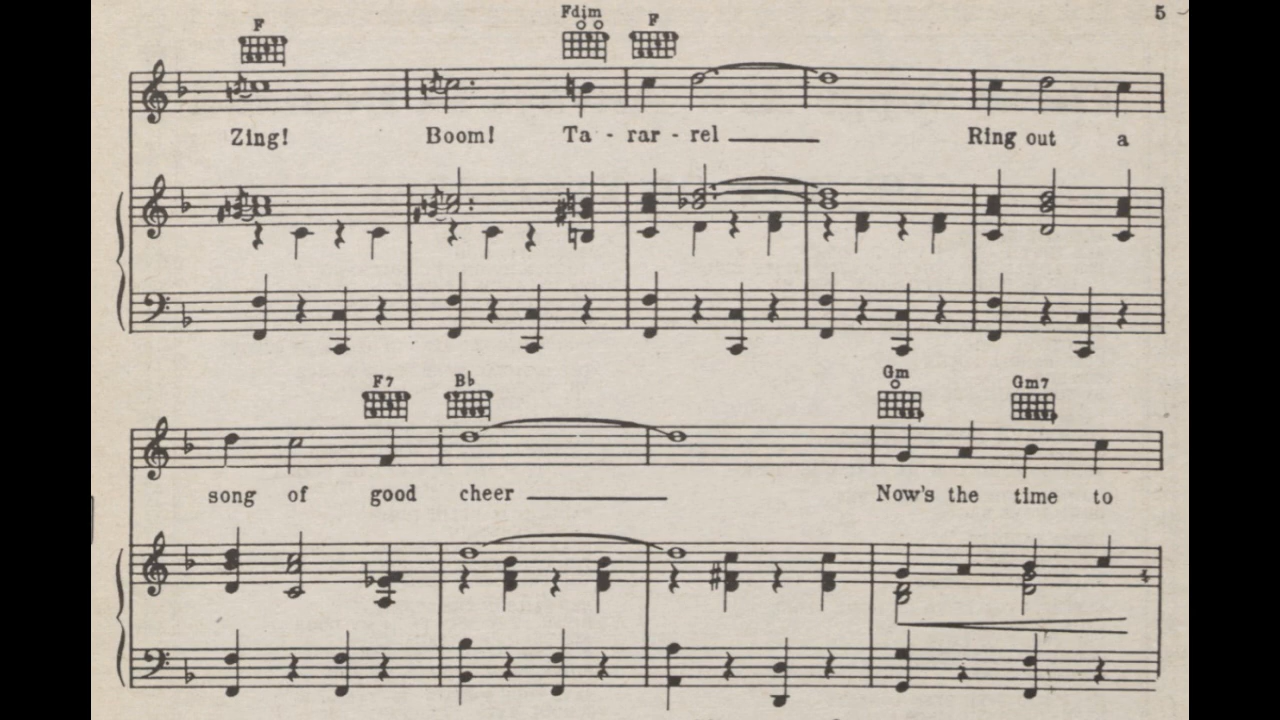 5
F Fdim F
Zing! Boom! Ta - rar - rel Ring out a
F7 Bb Gm Gm7
song of good cheer Now's the time to